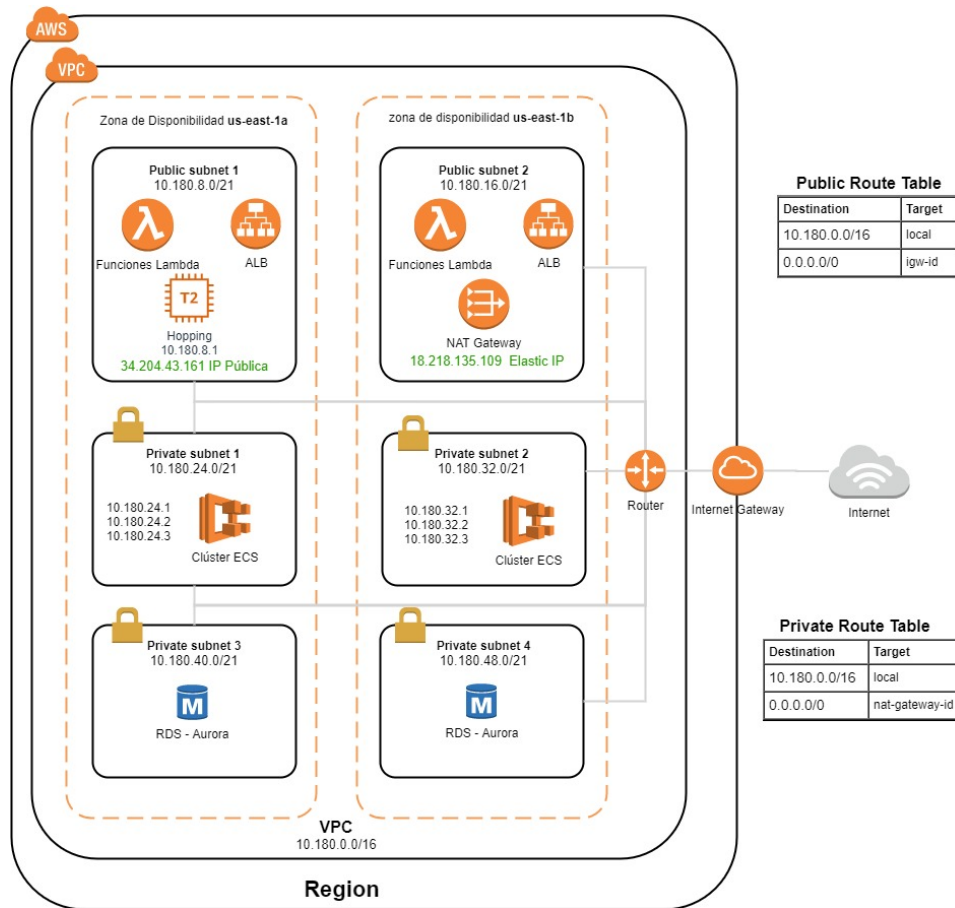 AWS
VPC
Zona de Disponibilidad us-east-1a
Public subnet 1
10.180.8.0/21
Funciones Lambda
ALB
T2
Hopping
10.180.8.1
34.204.43.161 IP Pública
Private subnet 1
10.180.24.0/21
10.180.24.1
10.180.24.2
10.180.24.3
Clúster ECS
Private subnet 3
10.180.40.0/21
M
RDS - Aurora
zona de disponibilidad us-east-1b
Public subnet 2
10.180.16.0/21
Funciones Lambda
ALB
NAT Gateway
18.218.135.109 Elastic IP
Private subnet 2
10.180.32.0/21
10.180.32.1
10.180.32.2
10.180.32.3
Clúster ECS
Private subnet 4
10.180.48.0/21
M
RDS - Aurora
VPC
10.180.0.0/16
Region
Router
Internet Gateway
Internet
Public Route Table
Destination Target
10.180.0.0/16 local
0.0.0.0/0 igw-id
Private Route Table
Destination Target
10.180.0.0/16 local
0.0.0.0/0 nat-gateway-id